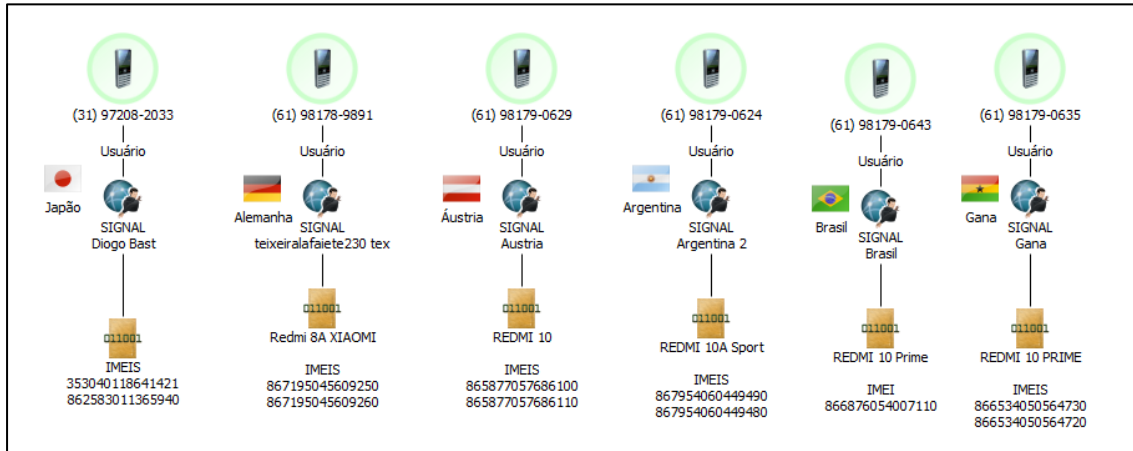 (31) 97208-2033
Usuário
Japão
SIGNAL
Diogo Bast
011001
IMEIS
353040118641421
862583011365940
(61) 98178-9891
Usuário
Alemanha
SIGNAL
teixeiralafaiete230 tex
011001
Redmi 8A XIAOMI
IMEIS
867195045609250
867195045609260
(61) 98179-0629
Usuário
Áustria
SIGNAL
Austria
011001
REDMI 10
IMEIS
865877057686100
865877057686110
(61) 98179-0624
Usuário
Argentina
SIGNAL
Argentina 2
011001
REDMI 10A Sport
IMEIS
867954060449490
867954060449480
(61) 98179-0643
Usuário
Brasil
SIGNAL
Brasil
011001
REDMI 10 Prime
IMEI
866876054007110
(61) 98179-0635
Usuário
Gana
SIGNAL
Gana
011001
REDMI 10 PRIME
IMEIS
866534050564730
866534050564720